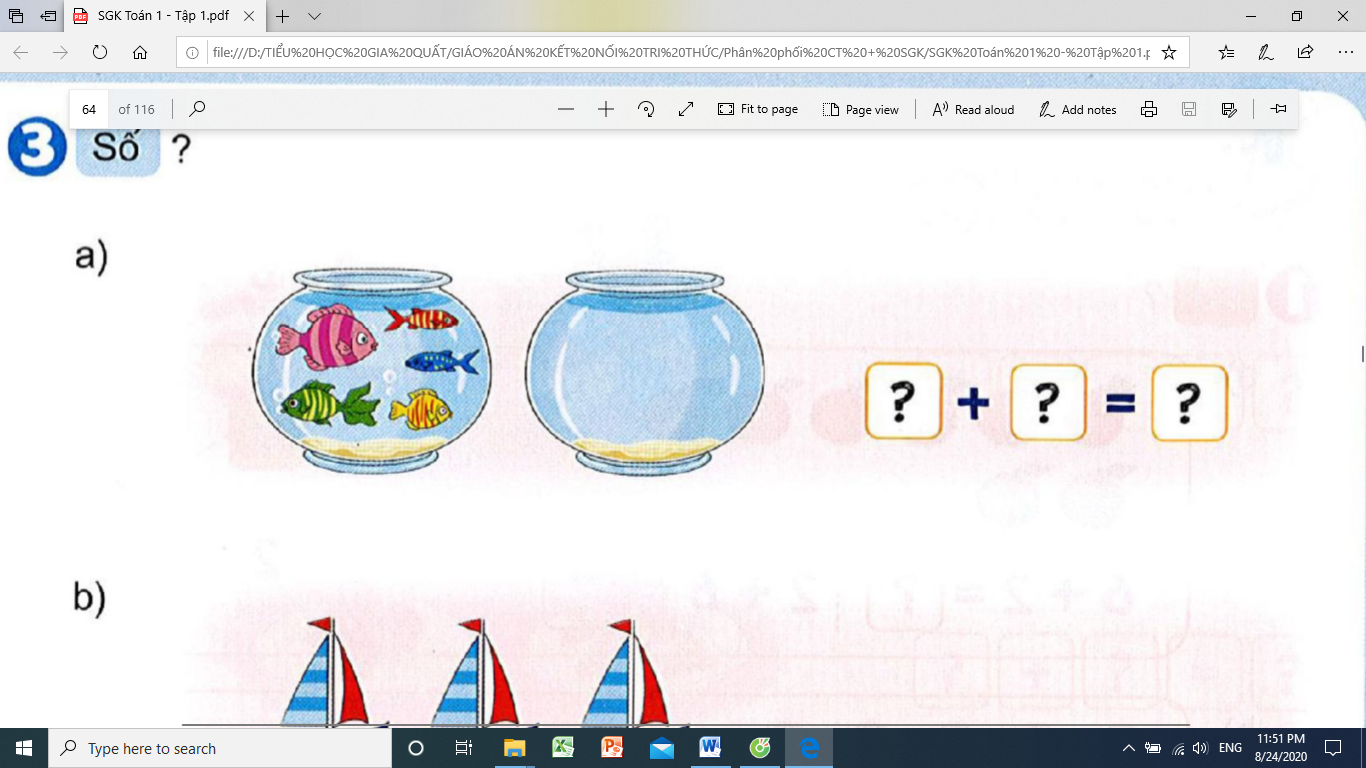 SGK Toán 1 - Tập 1.pdf
file:///D:/TIỂU%20HỌC%20GIA%20QUẤT/GIÁO%20ÁN%20KẾT%20NỐI%20TRI%20THỨC/Phân%20phối%20CT%20+%20SGK/SGK%20Toán%201%20-%20Tập%201.p
64 of 116 Fit to page Page view Read aloud Add notes
3 Số ?
a)
? + ? = ?
b)
Type here to search
ENG
11:51 PM
8/24/2020